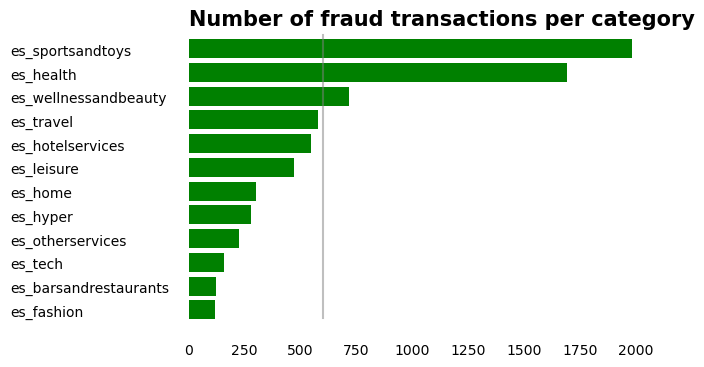 Number of fraud transactions per category
es_sportsandtoys
es_health
es_wellnessandbeauty
es_travel
es_hotelservices
es_leisure
es_home
es_hyper
es_otherservices
es_tech
es_barsandrestaurants
es_fashion
0 250 500 750 1000 1250 1500 1750 2000